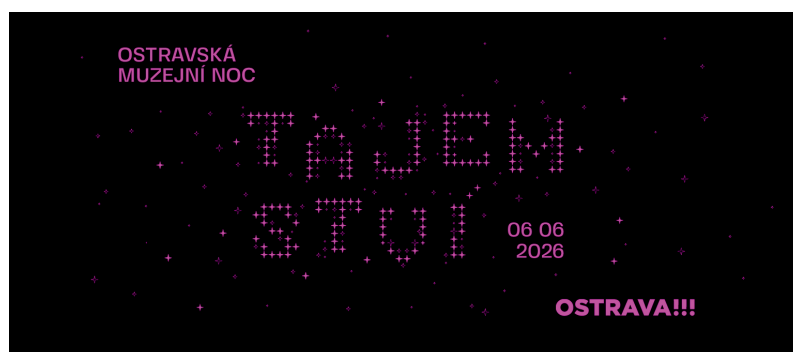 OSTRAVSKÁ
MUZEJNÍ NOC
TAJEM
STVÍ
06 06
2026
OSTRAVA!!!